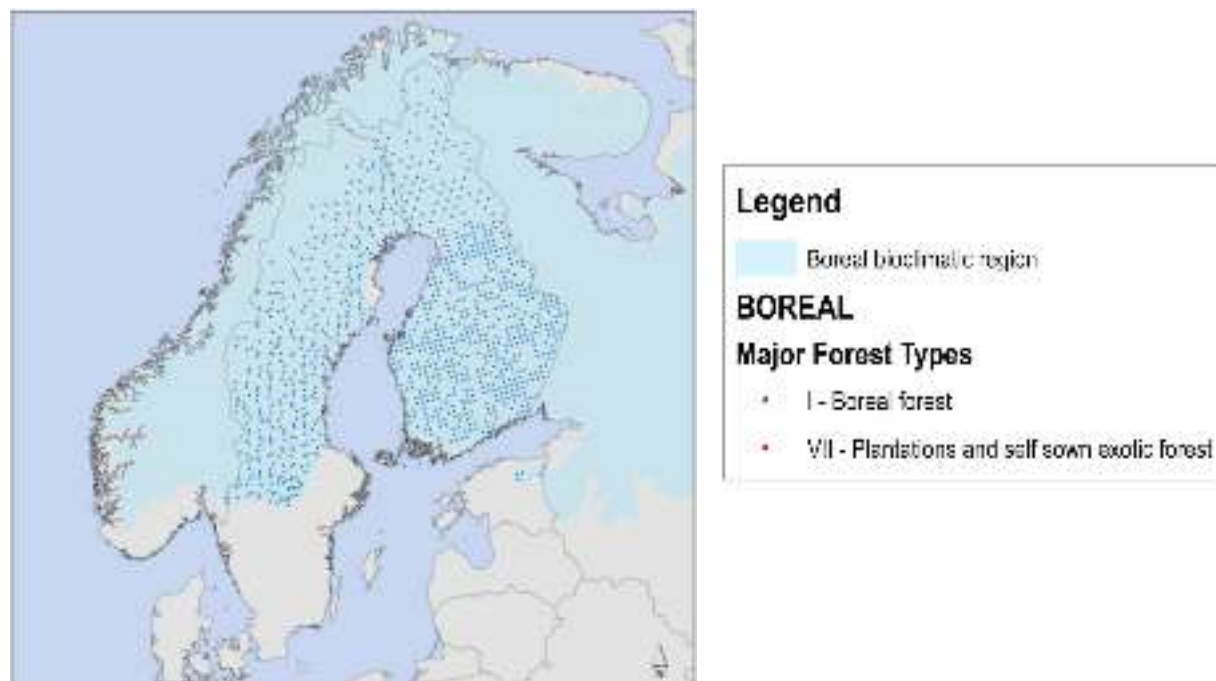 Legend
Boreal bioclimatic region
BOREAL
Major Forest Types
I - Boreal forest
VII - Plantations and self sown exotic forest